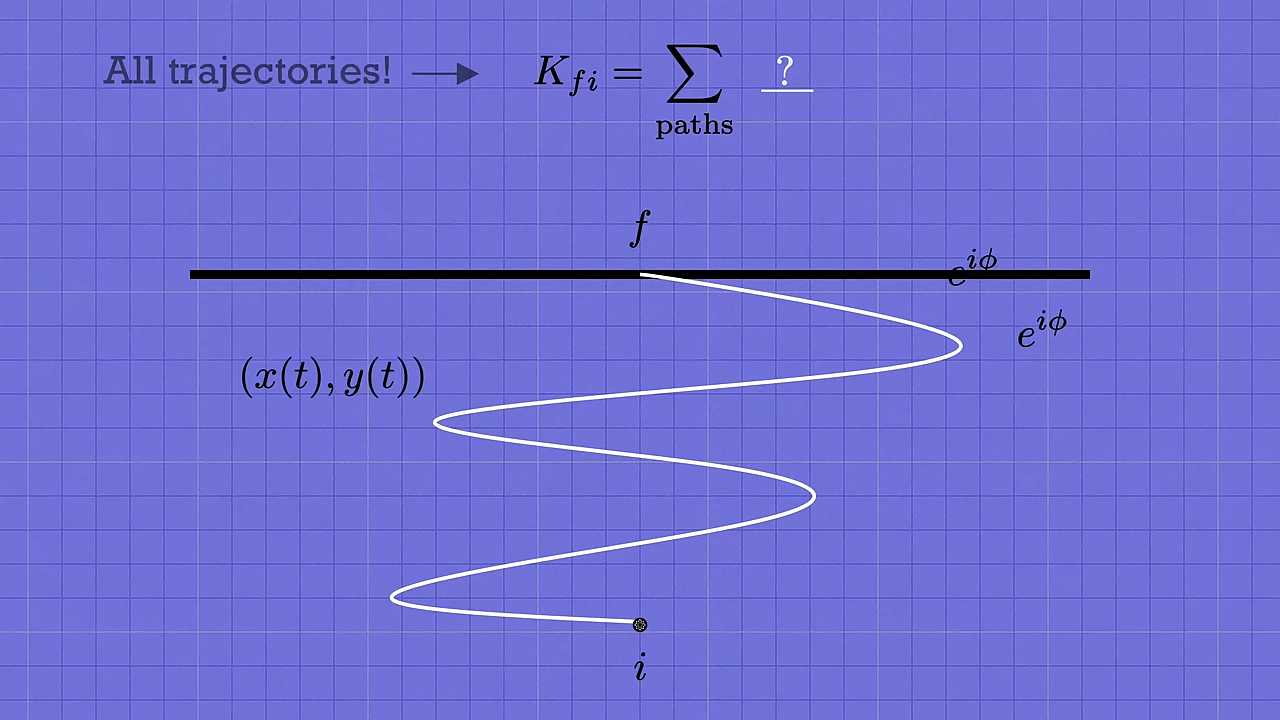 All trajectories! → K_{fi} = ∑_{paths} ?
f
e^{iϕ}
e^{iϕ}
(x(t), y(t))
i